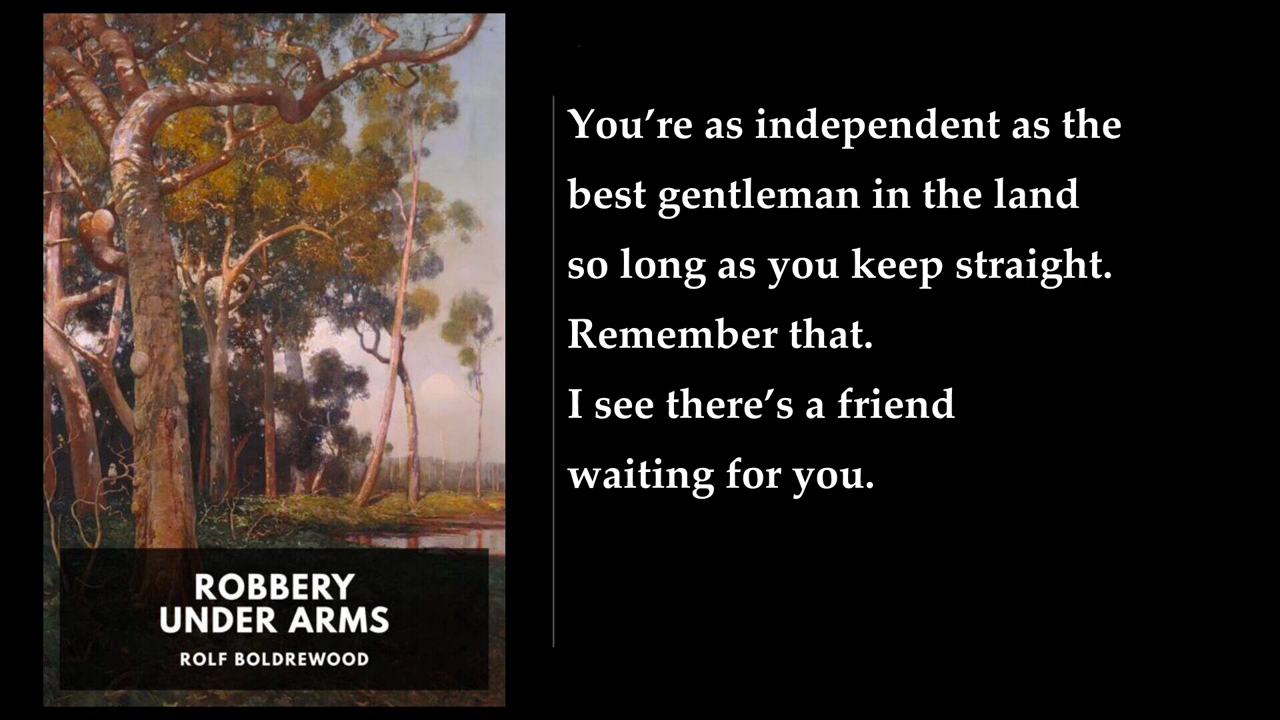 ROBBERY
UNDER ARMS
ROLF BOLDREWOOD
You’re as independent as the
best gentleman in the land
so long as you keep straight.
Remember that.
I see there’s a friend
waiting for you.